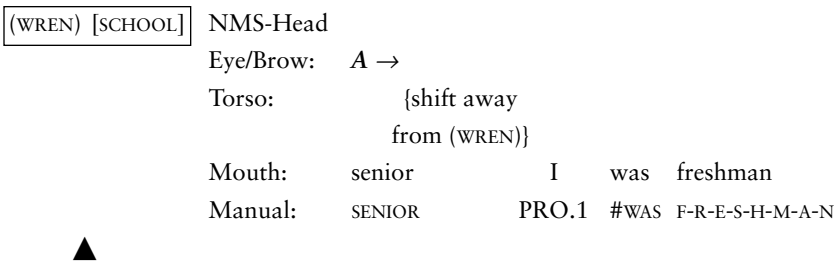 (WREN) [SCHOOL] NMS-Head
Eye/Brow: A →
Torso: {shift away
from (WREN)}
Mouth: senior I was freshman
Manual: SENIOR PRO.1 #WAS F-R-E-S-H-M-A-N